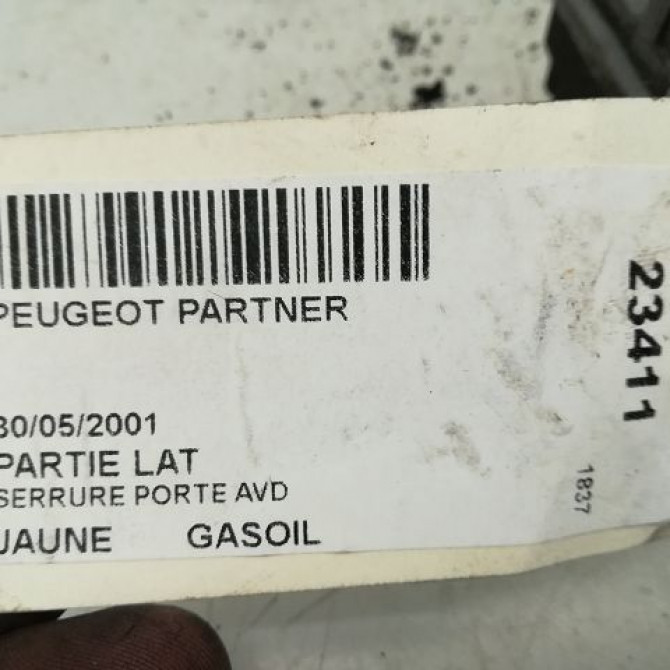 PEUGEOT PARTNER
30/05/2001
PARTIE LAT
SERRURE PORTE AVD
JAUNE GASOIL
23411
1837